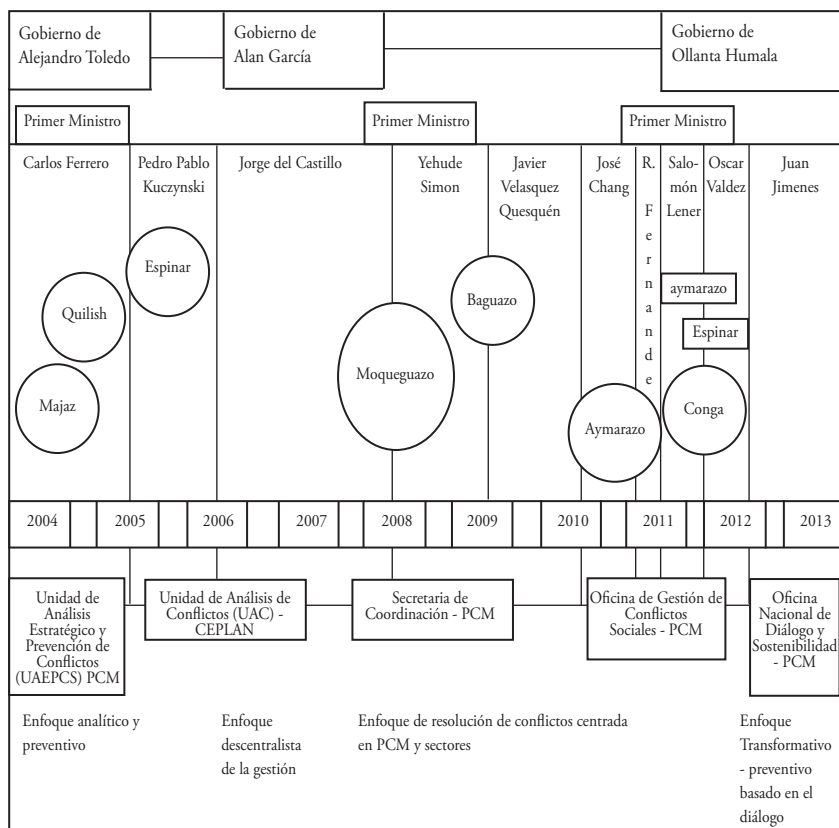 Gobierno de
Alejandro Toledo
Gobierno de
Alan García
Gobierno de
Ollanta Humala
Primer Ministro
Primer Ministro
Primer Ministro
Carlos Ferrero
Pedro Pablo
Kuczynski
Jorge del Castillo
Yehude
Simon
Javier
Velasquez
Quesquén
José
Chang
R.
F
e
r
n
a
n
d
e
Salo-
món
Lener
Oscar
Valdez
Juan
Jimenes
Espinar
Quilish
Majaz
Moqueguazo
Baguazo
Aymarazo
aymarazo
Espinar
Conga
2004
2005
2006
2007
2008
2009
2010
2011
2012
2013
Unidad de
Análisis
Estratégico y
Prevención de
Conflictos
(UAEPCS) PCM
Unidad de Análisis de
Conflictos (UAC) -
CEPLAN
Secretaria de
Coordinación - PCM
Oficina de Gestión de
Conflictos
Sociales - PCM
Oficina
Nacional de
Diálogo y
Sostenibilidad
- PCM
Enfoque analítico y
preventivo
Enfoque
descentralista
de la gestión
Enfoque de resolución de conflictos centrada
en PCM y sectores
Enfoque
Transformativo
- preventivo
basado en el
diálogo